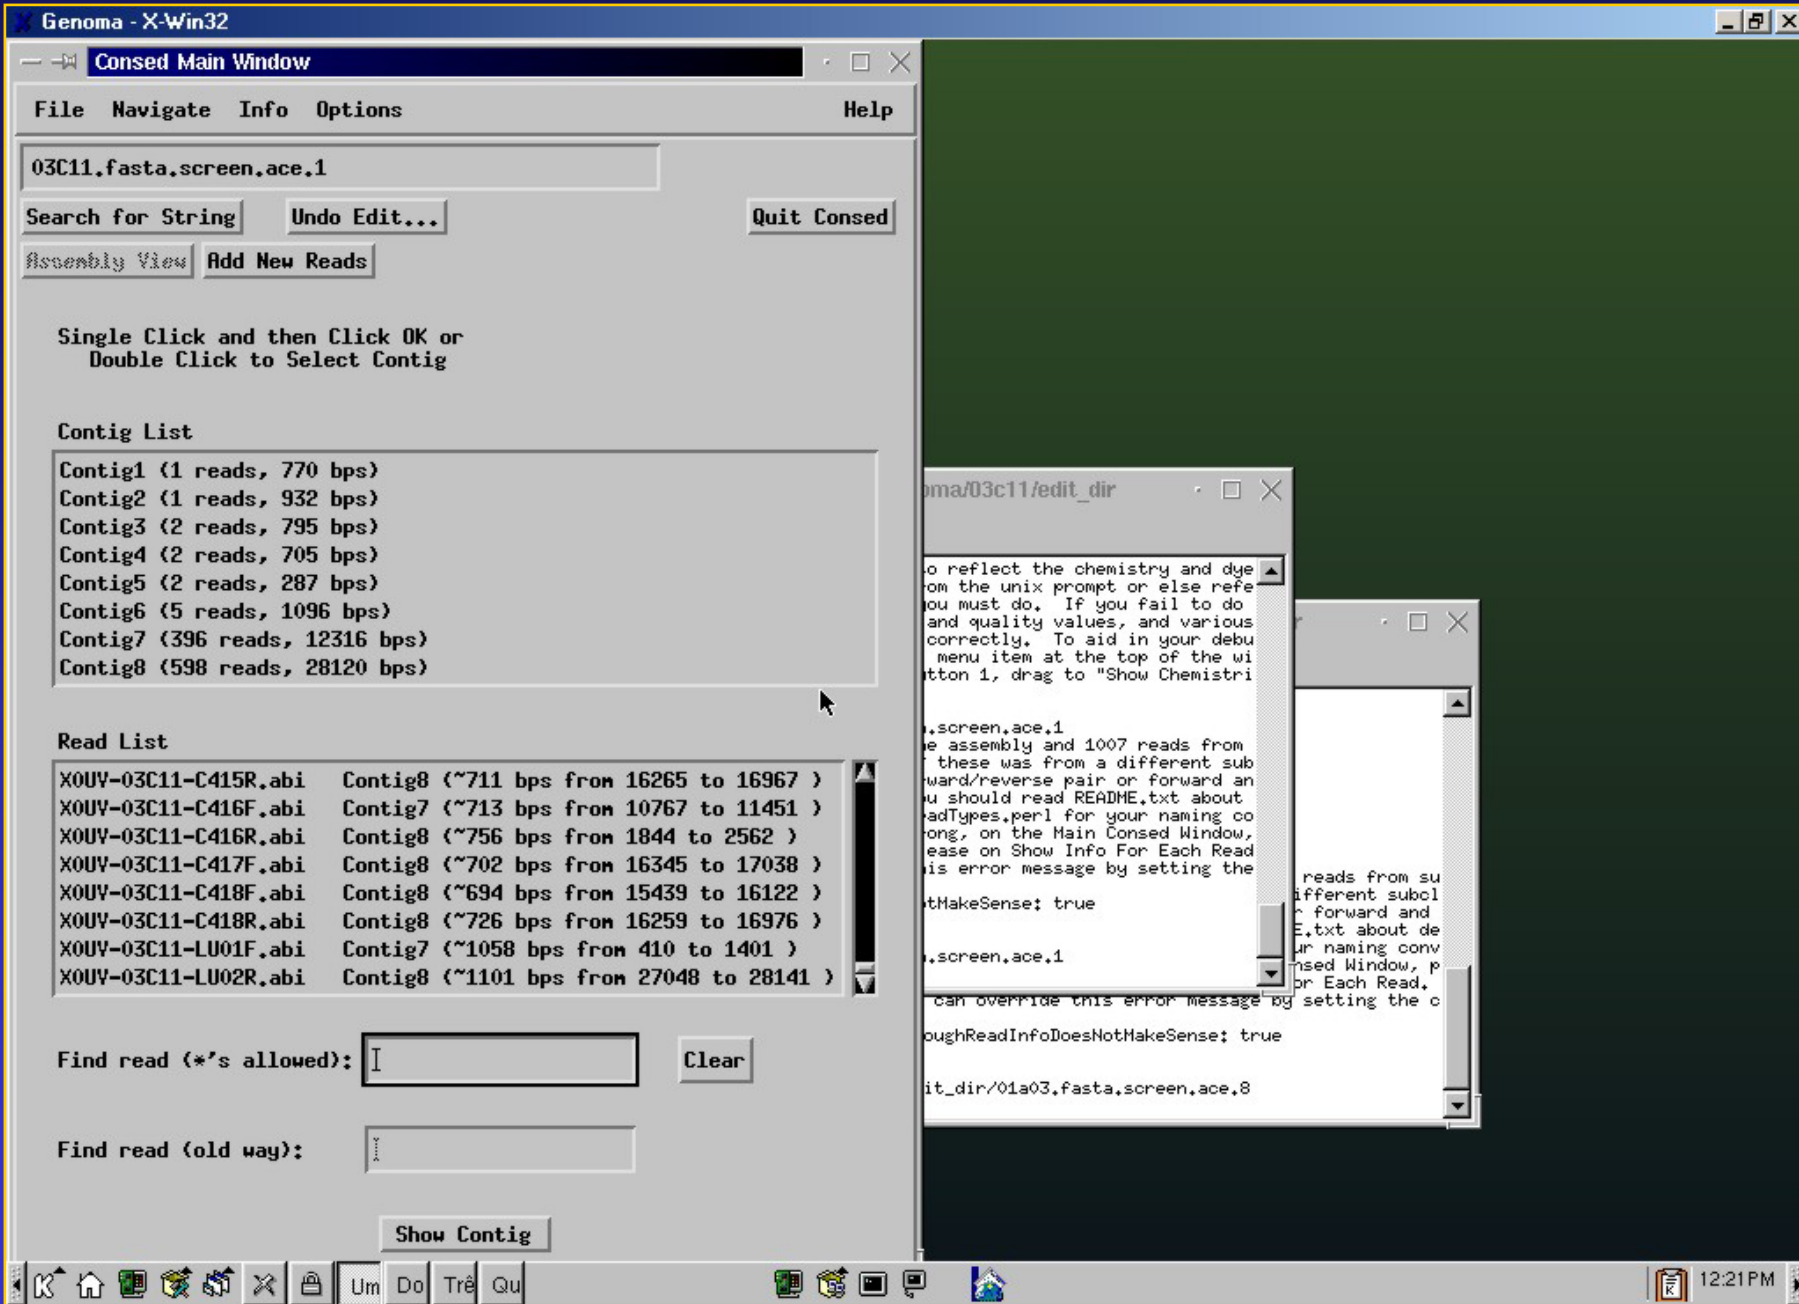 Genoma - X-Win32
Consed Main Window
File Navigate Info Options Help
03C11.fasta.screen.ace.1
Search for String Undo Edit... Quit Consed
Assembly View Add New Reads
Single Click and then Click OK or
Double Click to Select Contig
Contig List
Contig1 (1 reads, 770 bps)
Contig2 (1 reads, 932 bps)
Contig3 (2 reads, 795 bps)
Contig4 (2 reads, 705 bps)
Contig5 (2 reads, 287 bps)
Contig6 (5 reads, 1096 bps)
Contig7 (396 reads, 12316 bps)
Contig8 (598 reads, 28120 bps)
Read List
X0UV-03C11-C415R.abi Contig8 (~711 bps from 16265 to 16967 )
X0UV-03C11-C416F.abi Contig7 (~713 bps from 10767 to 11451 )
X0UV-03C11-C416R.abi Contig8 (~756 bps from 1844 to 2562 )
X0UV-03C11-C417F.abi Contig8 (~702 bps from 16345 to 17038 )
X0UV-03C11-C418F.abi Contig8 (~694 bps from 15439 to 16122 )
X0UV-03C11-C418R.abi Contig8 (~726 bps from 16259 to 16976 )
X0UV-03C11-LU01F.abi Contig7 (~1058 bps from 410 to 1401 )
X0UV-03C11-LU02R.abi Contig8 (~1101 bps from 27048 to 28141 )
Find read (*'s allowed): Clear
Find read (old way):
Show Contig
oma/03c11/edit_dir
o reflect the chemistry and dye
om the unix prompt or else refe
ou must do. If you fail to do
and quality values, and various
correctly. To aid in your debu
menu item at the top of the wi
tton 1, drag to "Show Chemistri
.screen.ace.1
e assembly and 1007 reads from
these was from a different sub
ward/reverse pair or forward an
u should read README.txt about
adTypes.perl for your naming co
ong, on the Main Consed Window,
ease on Show Info For Each Read
is error message by setting the
tMakeSense: true
.screen.ace.1
r
reads from su
ifferent subcl
r forward and
E.txt about de
ur naming conv
nsed Window, p
or Each Read.
can override this error message by setting the c
oughReadInfoDoesNotMakeSense: true
it_dir/01a03.fasta.screen.ace.8
Um Do Trê Qu 12:21PM